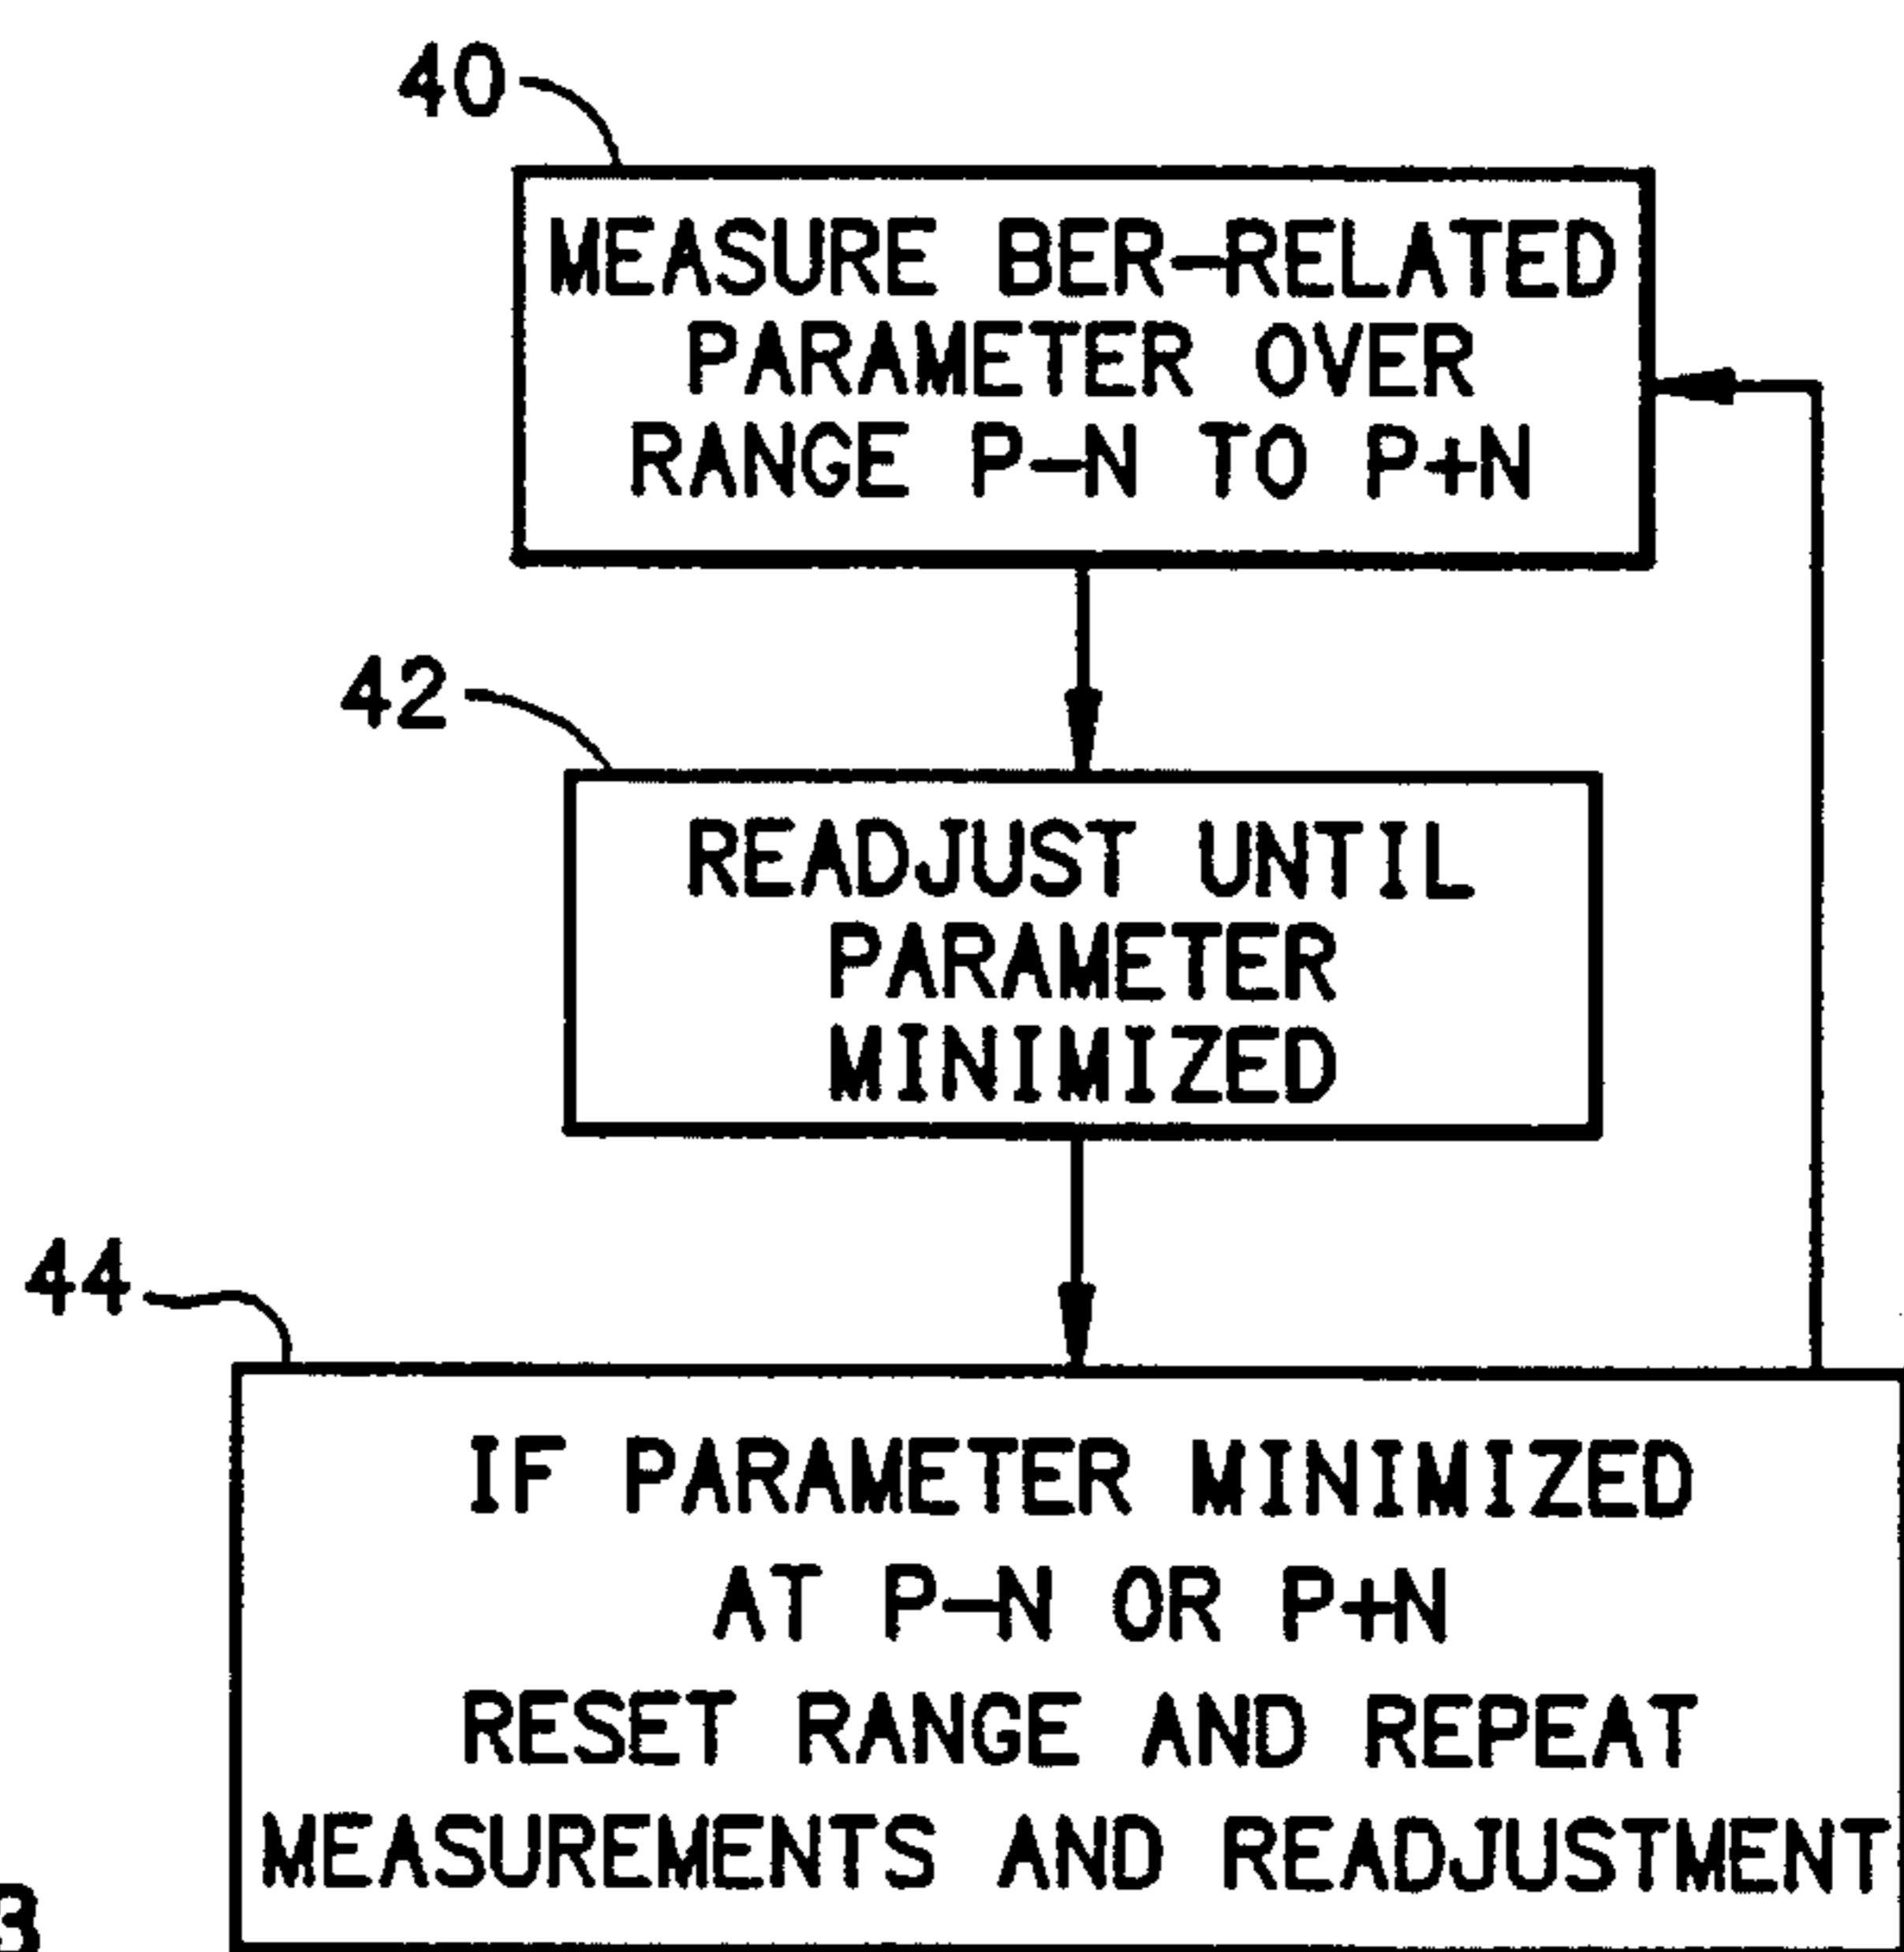 40
MEASURE BER-RELATED
PARAMETER OVER
RANGE P-N TO P+N
42
READJUST UNTIL
PARAMETER
MINIMIZED
44
IF PARAMETER MINIMIZED
AT P-N OR P+N
RESET RANGE AND REPEAT
MEASUREMENTS AND READJUSTMENT